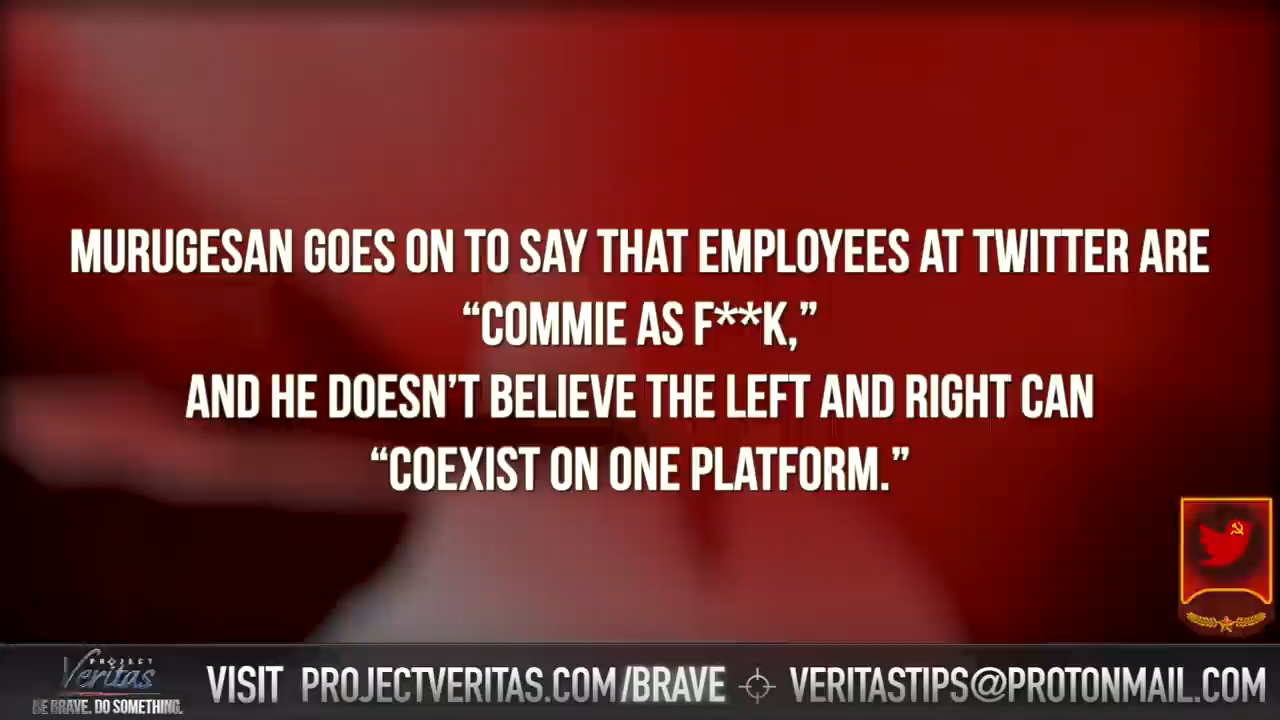 MURUGESAN GOES ON TO SAY THAT EMPLOYEES AT TWITTER ARE
“COMMIE AS F**K,”
AND HE DOESN’T BELIEVE THE LEFT AND RIGHT CAN
“COEXIST ON ONE PLATFORM.”
PROJECT
Veritas
BE BRAVE. DO SOMETHING.
VISIT PROJECTVERITAS.COM/BRAVE VERITASTIPS@PROTONMAIL.COM